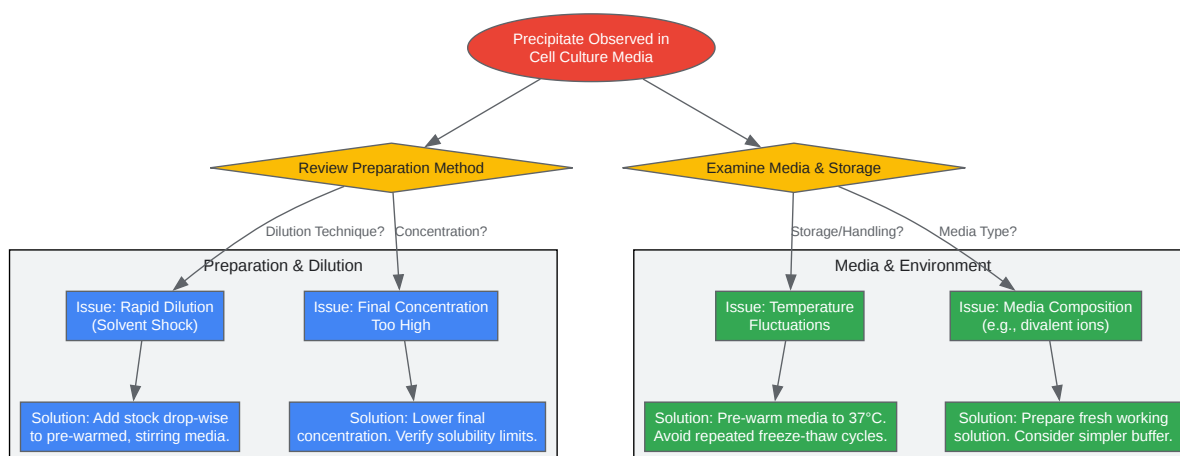 Precipitate Observed in
Cell Culture Media
Review Preparation Method
Examine Media & Storage
Dilution Technique?
Concentration?
Storage/Handling?
Media Type?
Preparation & Dilution
Issue: Rapid Dilution
(Solvent Shock)
Issue: Final Concentration
Too High
Solution: Add stock drop-wise
to pre-warmed, stirring media.
Solution: Lower final
concentration. Verify solubility limits.
Media & Environment
Issue: Temperature
Fluctuations
Issue: Media Composition
(e.g., divalent ions)
Solution: Pre-warm media to 37°C.
Avoid repeated freeze-thaw cycles.
Solution: Prepare fresh working
solution. Consider simpler buffer.